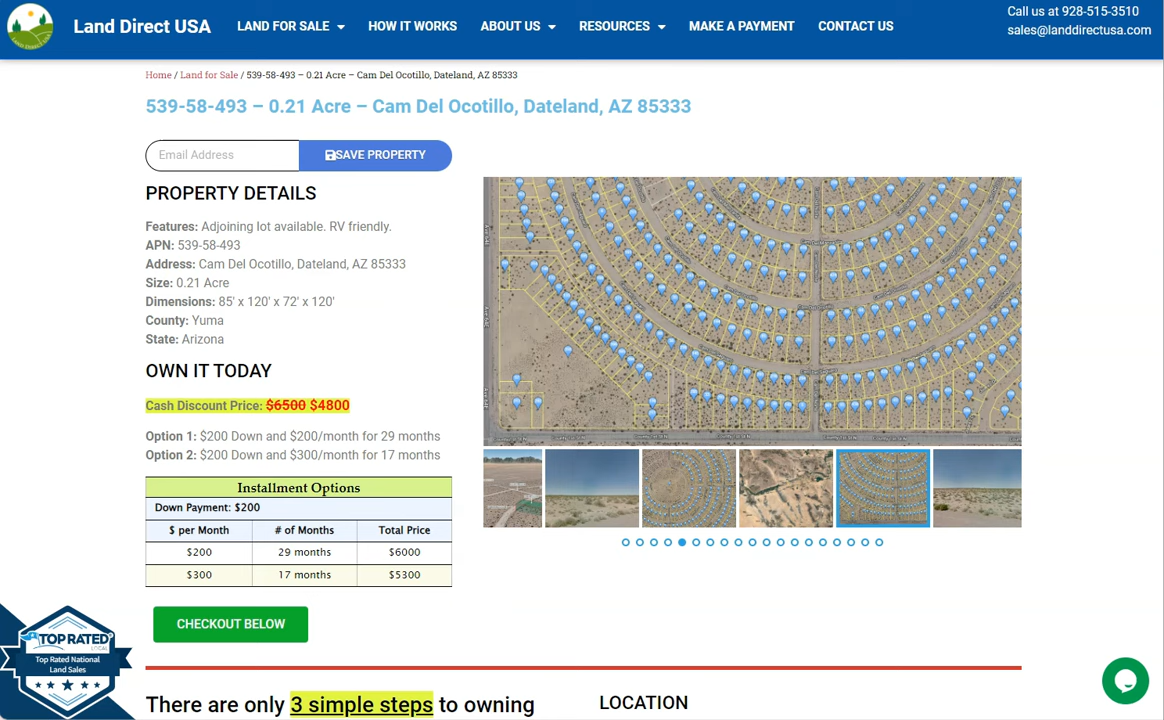 Land Direct USA
LAND FOR SALE
HOW IT WORKS
ABOUT US
RESOURCES
MAKE A PAYMENT
CONTACT US
Call us at 928-515-3510
sales@landdirectusa.com
Home / Land for Sale / 539-58-493 – 0.21 Acre – Cam Del Ocotillo, Dateland, AZ 85333
539-58-493 – 0.21 Acre – Cam Del Ocotillo, Dateland, AZ 85333
Email Address
SAVE PROPERTY
PROPERTY DETAILS
Features: Adjoining lot available. RV friendly.
APN: 539-58-493
Address: Cam Del Ocotillo, Dateland, AZ 85333
Size: 0.21 Acre
Dimensions: 85' x 120' x 72' x 120'
County: Yuma
State: Arizona
OWN IT TODAY
Cash Discount Price: $6500 $4800
Option 1: $200 Down and $200/month for 29 months
Option 2: $200 Down and $300/month for 17 months
Installment Options
Down Payment: $200
$ per Month # of Months Total Price
$200 29 months $6000
$300 17 months $5300
CHECKOUT BELOW
TOP RATED
LOCAL
Top Rated National
Land Sales
There are only 3 simple steps to owning
LOCATION